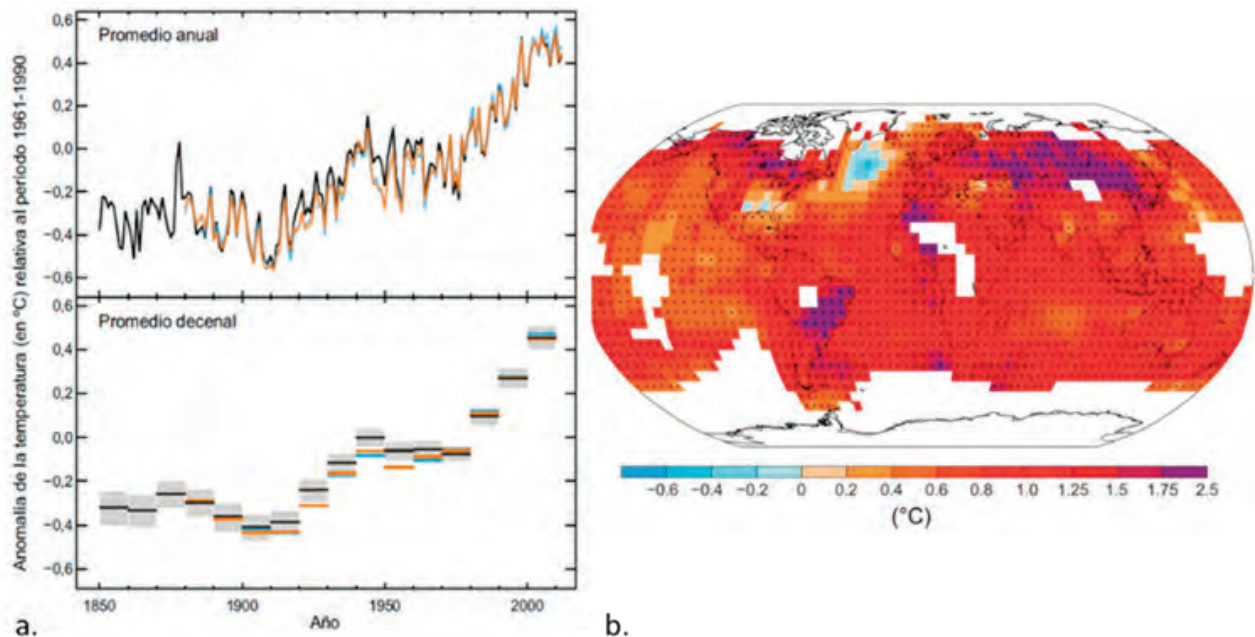 Anomalía de la temperatura (en ºC) relativa al periodo 1961-1990
Promedio anual
0,6
0,4
0,2
0,0
−0,2
−0,4
−0,6
Promedio decenal
0,6
0,4
0,2
0,0
−0,2
−0,4
−0,6
1850 1900 1950 2000
Año
a.
−0.6 −0.4 −0.2 0 0.2 0.4 0.6 0.8 1.0 1.25 1.5 1.75 2.5
(°C)
b.